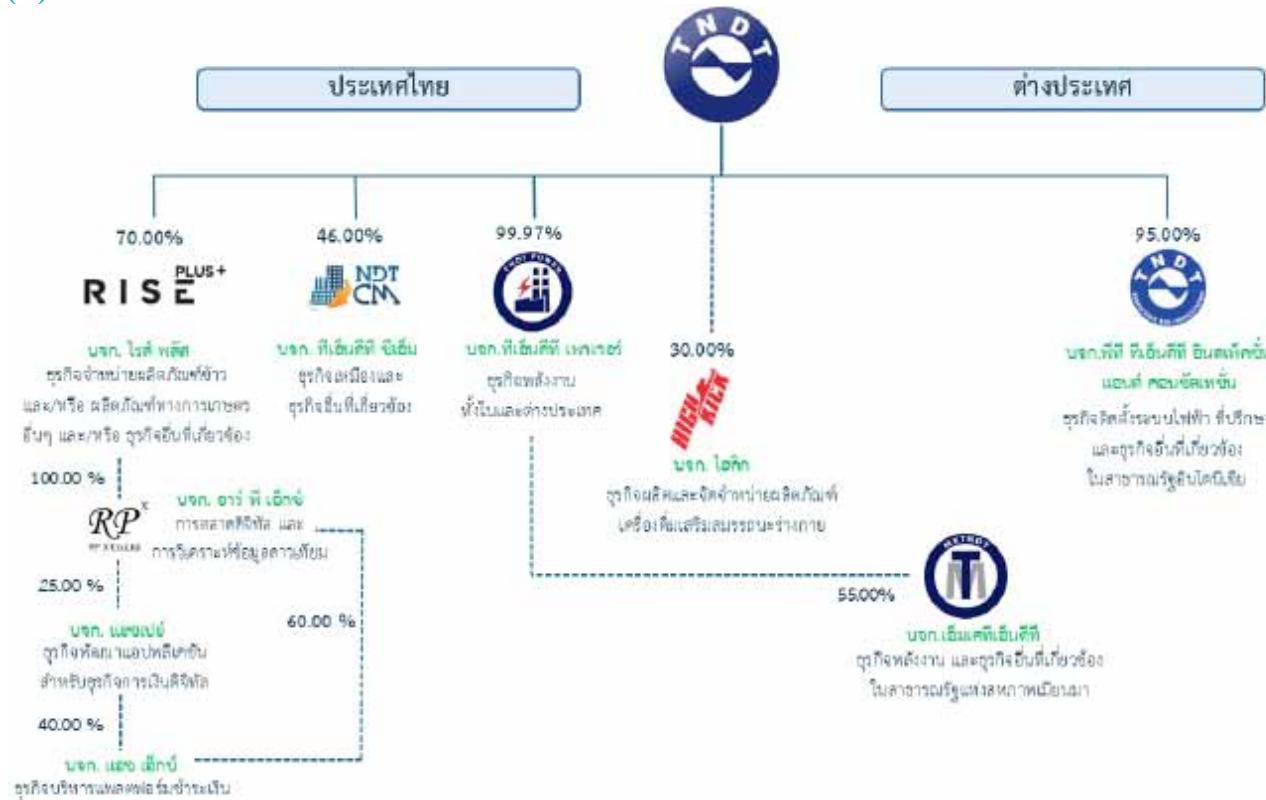 TNDT
ประเทศไทย
ต่างประเทศ
70.00%
46.00%
99.97%
95.00%
RISE PLUS+
NDT
CM
TNDT POWER
TNDT
บจก. ไรส์ พลัส
ธุรกิจจำหน่ายผลิตภัณฑ์ข้าว
และ/หรือ ผลิตภัณฑ์ทางการเกษตร
อื่นๆ และ/หรือ ธุรกิจอื่นที่เกี่ยวข้อง
บจก. ทีเอ็นดีที ซีเอ็ม
ธุรกิจเหมืองและ
ธุรกิจอื่นที่เกี่ยวข้อง
บจก.ทีเอ็นดีที เพาเวอร์
ธุรกิจพลังงาน
ทั้งในและต่างประเทศ
30.00%
HIGH KICK
บจก. ไฮคิก
ธุรกิจผลิตและจัดจำหน่ายผลิตภัณฑ์
เครื่องดื่มเสริมสมรรถนะร่างกาย
บจก.พีที ทีเอ็นดีที อินสเพ็คชั่น
แอนด์ คอนซัลเทชั่น
ธุรกิจติดตั้งระบบไฟฟ้า ที่ปรึกษา
และธุรกิจอื่นที่เกี่ยวข้อง
ในสาธารณรัฐอินโดนีเซีย
100.00 %
RP X
บจก. อาร์ พี เอ็กซ์
การตลาดดิจิทัล และ
การวิเคราะห์ข้อมูลดาวเทียม
25.00 %
60.00 %
บจก. แฮชเปย์
ธุรกิจพัฒนาแอปพลิเคชัน
สำหรับธุรกิจการเงินดิจิทัล
40.00 %
บจก. แฮช เอ็กซ์
ธุรกิจบริหารแพลตฟอร์มชำระเงิน
55.00%
MKTNDT
บจก.เอ็มเคทีเอ็นดีที
ธุรกิจพลังงาน และธุรกิจอื่นที่เกี่ยวข้อง
ในสาธารณรัฐแห่งสหภาพเมียนมา